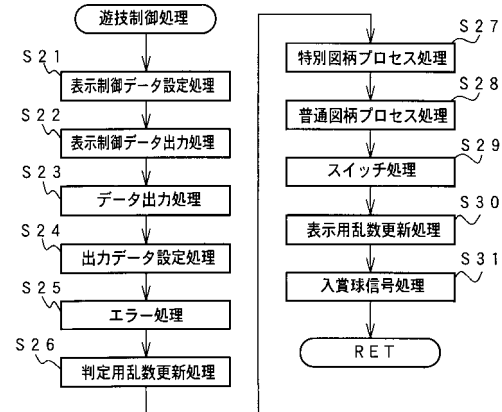 遊技制御処理
S21
表示制御データ設定処理
S22
表示制御データ出力処理
S23
データ出力処理
S24
出力データ設定処理
S25
エラー処理
S26
判定用乱数更新処理
S27
特別図柄プロセス処理
S28
普通図柄プロセス処理
S29
スイッチ処理
S30
表示用乱数更新処理
S31
入賞球信号処理
RET